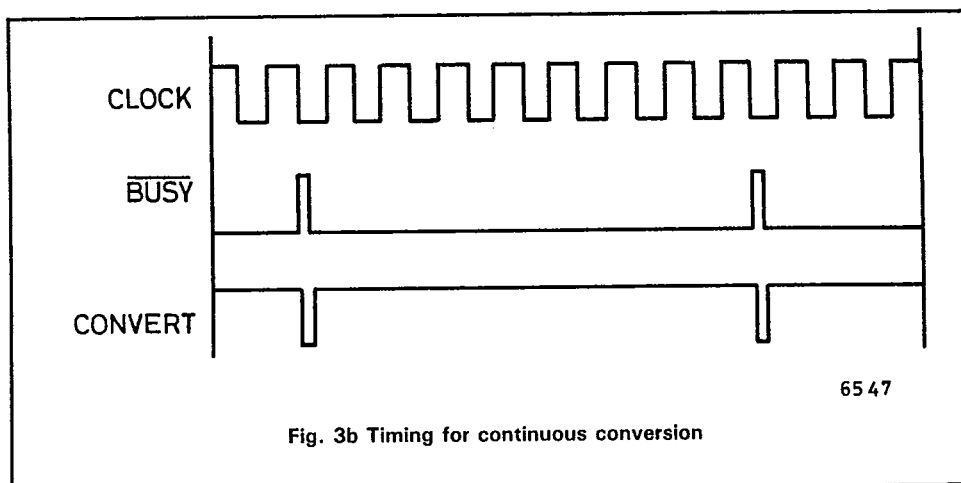 CLOCK
BUSY
CONVERT
6547
Fig. 3b Timing for continuous conversion